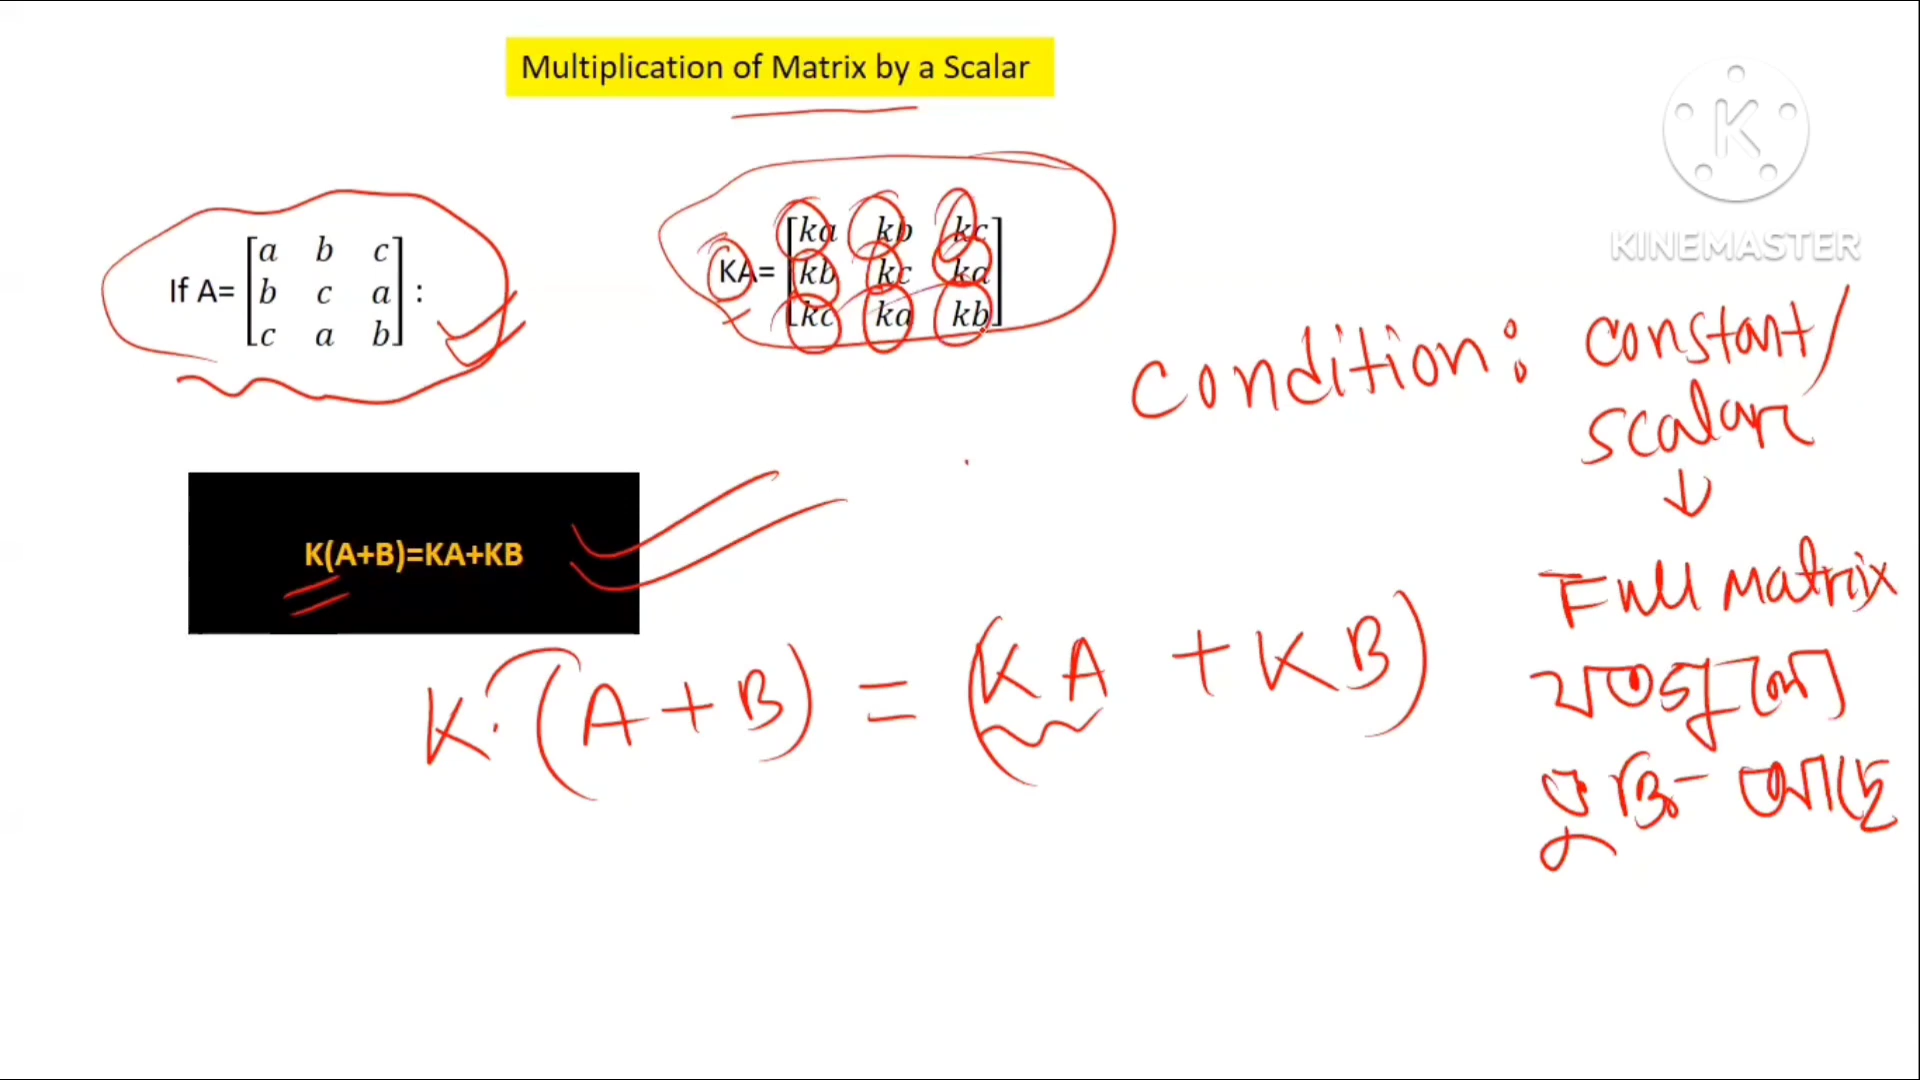 Multiplication of Matrix by a Scalar
K
KINEMASTER
If A= [a b c
b c a
c a b] :
KA= [ka kb kc
kb kc ka
kc ka kb]
Condition: constant/
scalar
↓
Full Matrix
K(A+B)=KA+KB
K.(A+B) = (KA + KB)